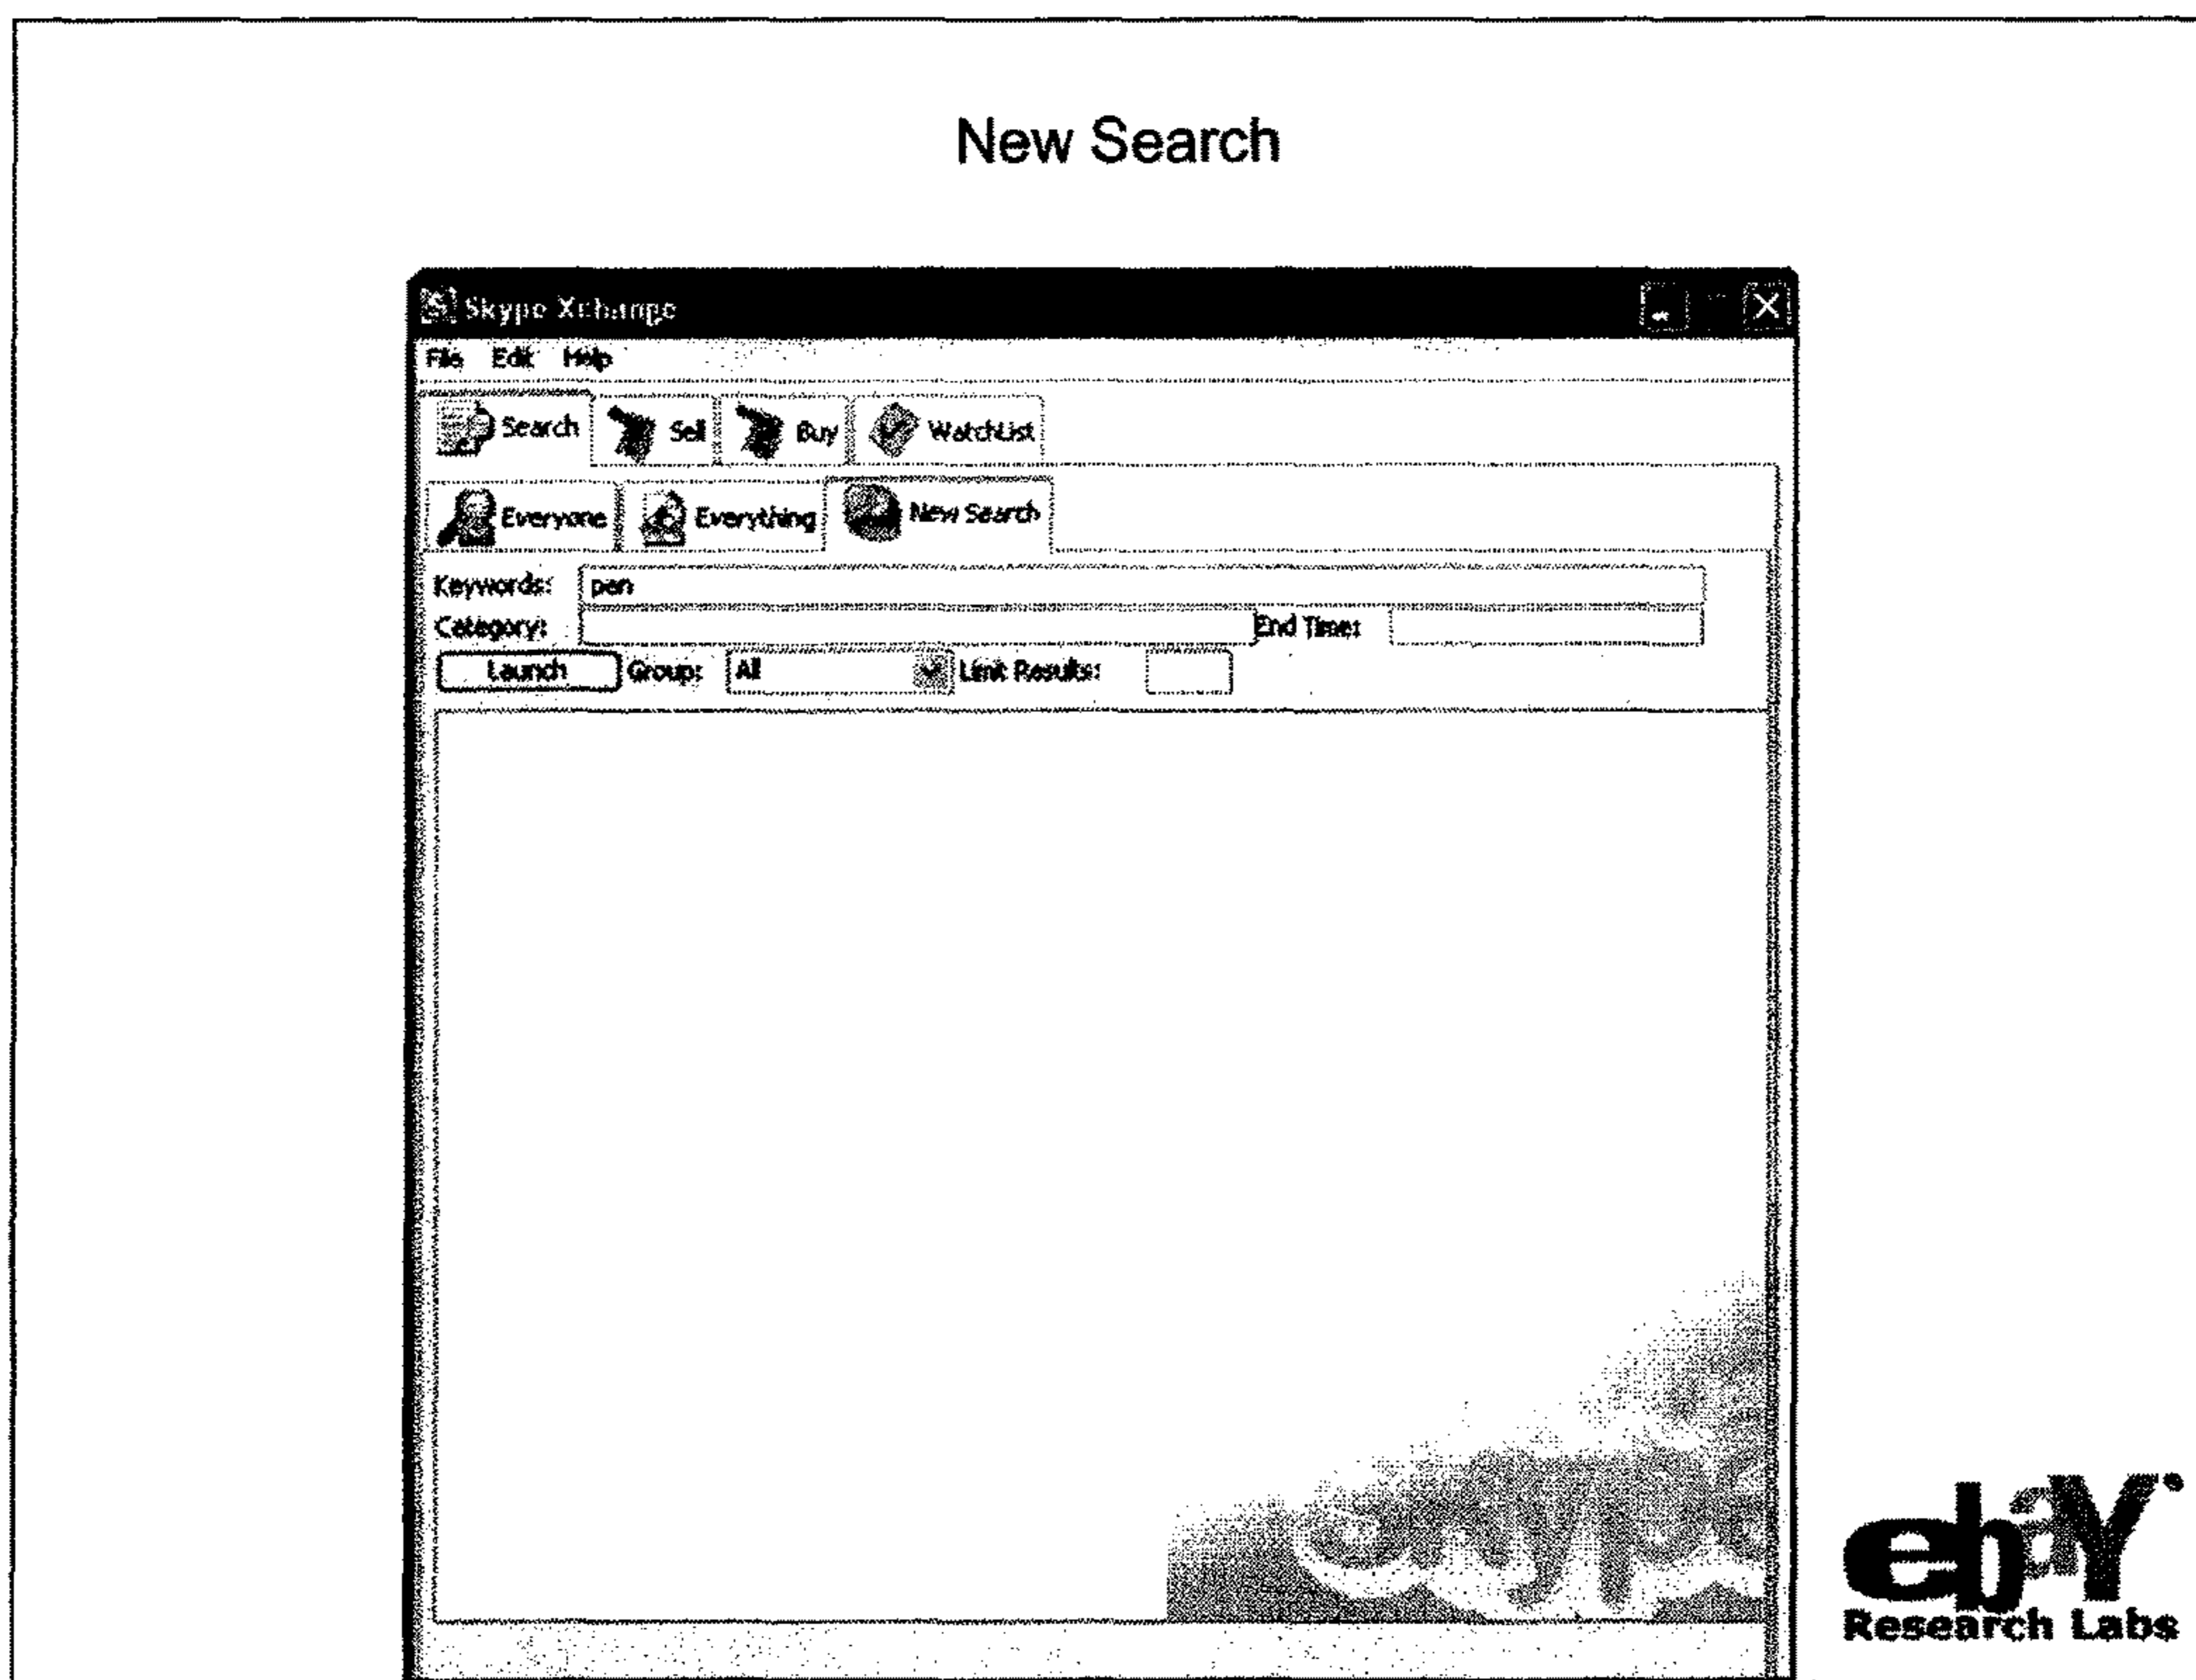 New Search
Skype Xchange
File Edit Help
Search Sell Buy WatchList
Everyone Everything New Search
Keywords: pen
Category: End Time:
Launch Group: All Limit Results:
skype
ebaY
Research Labs